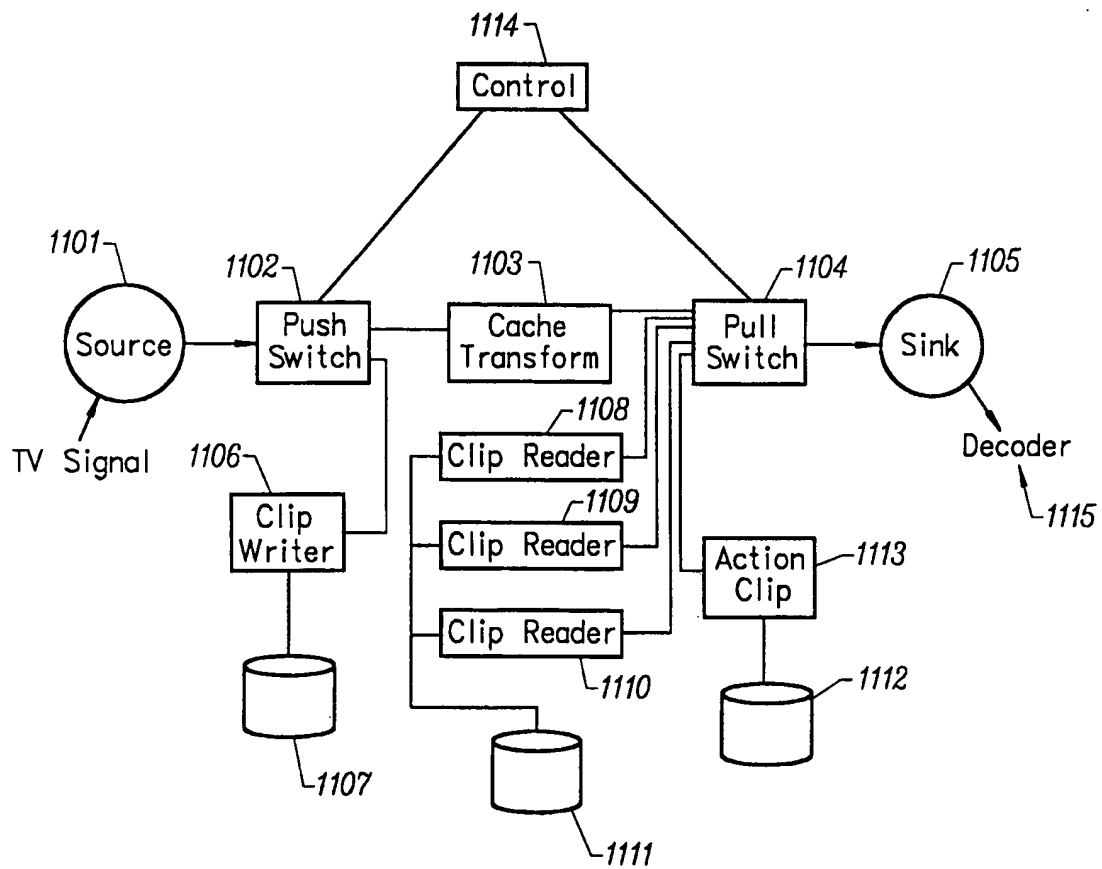 1114
Control
1101
1102
1103
1104
1105
Source
Push
Switch
Cache
Transform
Pull
Switch
Sink
TV Signal
1108
Clip Reader
Decoder
1106
Clip
Writer
1109
Clip Reader
1115
Action
Clip
1113
Clip Reader
1110
1112
1107
1111